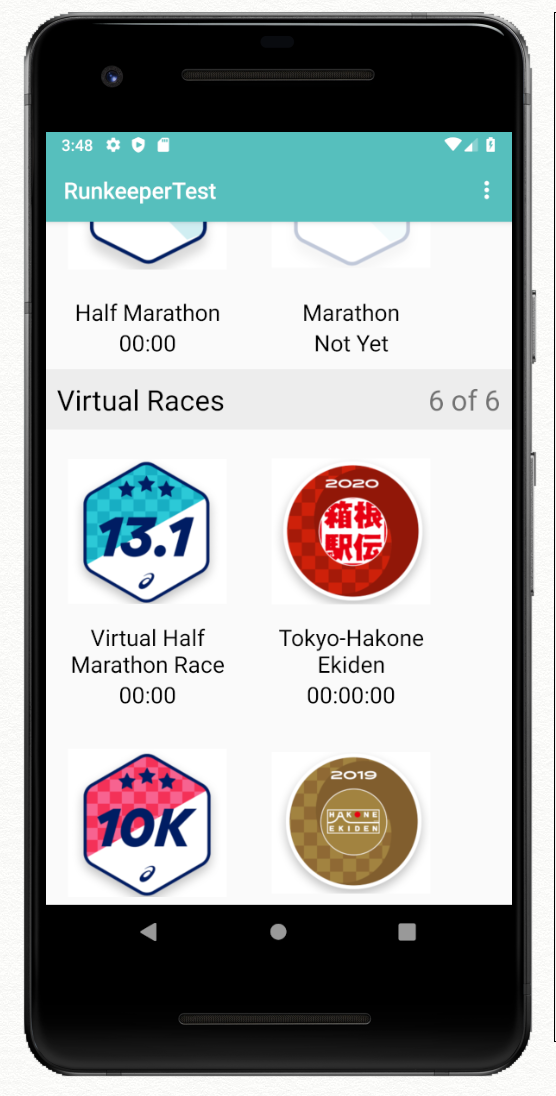 3:48
RunkeeperTest
Half Marathon
00:00
Marathon
Not Yet
Virtual Races
6 of 6
13.1
2020
箱根
駅伝
Virtual Half
Marathon Race
00:00
Tokyo-Hakone
Ekiden
00:00:00
10K
2019
HAKONE
EKIDEN